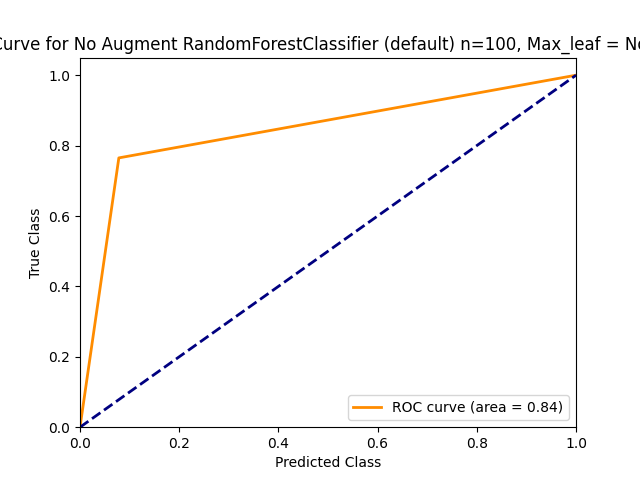 Curve for No Augment RandomForestClassifier (default) n=100, Max_leaf =
1.0
0.8
0.6
0.4
0.2
0.0
True Class
ROC curve (area = 0.84)
0.0 0.2 0.4 0.6 0.8 1.0
Predicted Class